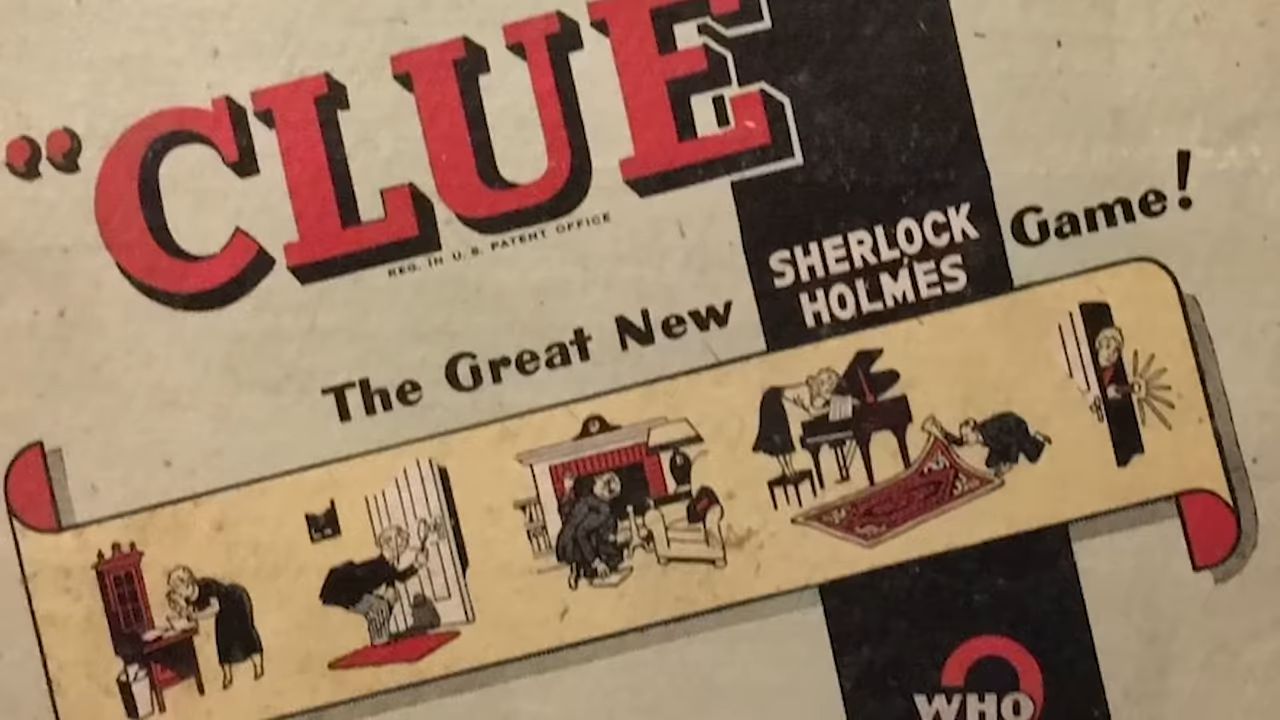 "CLUE
REG. IN U. S. PATENT OFFICE
The Great New SHERLOCK HOLMES Game!
WHO